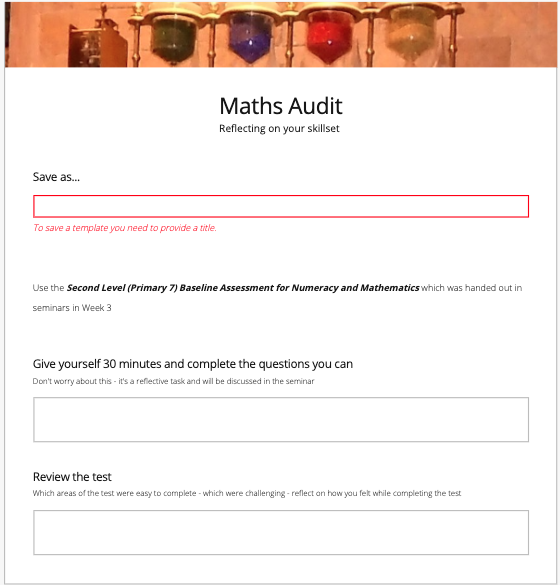 Maths Audit
Reflecting on your skillset
Save as...
To save a template you need to provide a title.
Use the Second Level (Primary 7) Baseline Assessment for Numeracy and Mathematics which was handed out in
seminars in Week 3
Give yourself 30 minutes and complete the questions you can
Don't worry about this - it's a reflective task and will be discussed in the seminar
Review the test
Which areas of the test were easy to complete - which were challenging - reflect on how you felt while completing the test